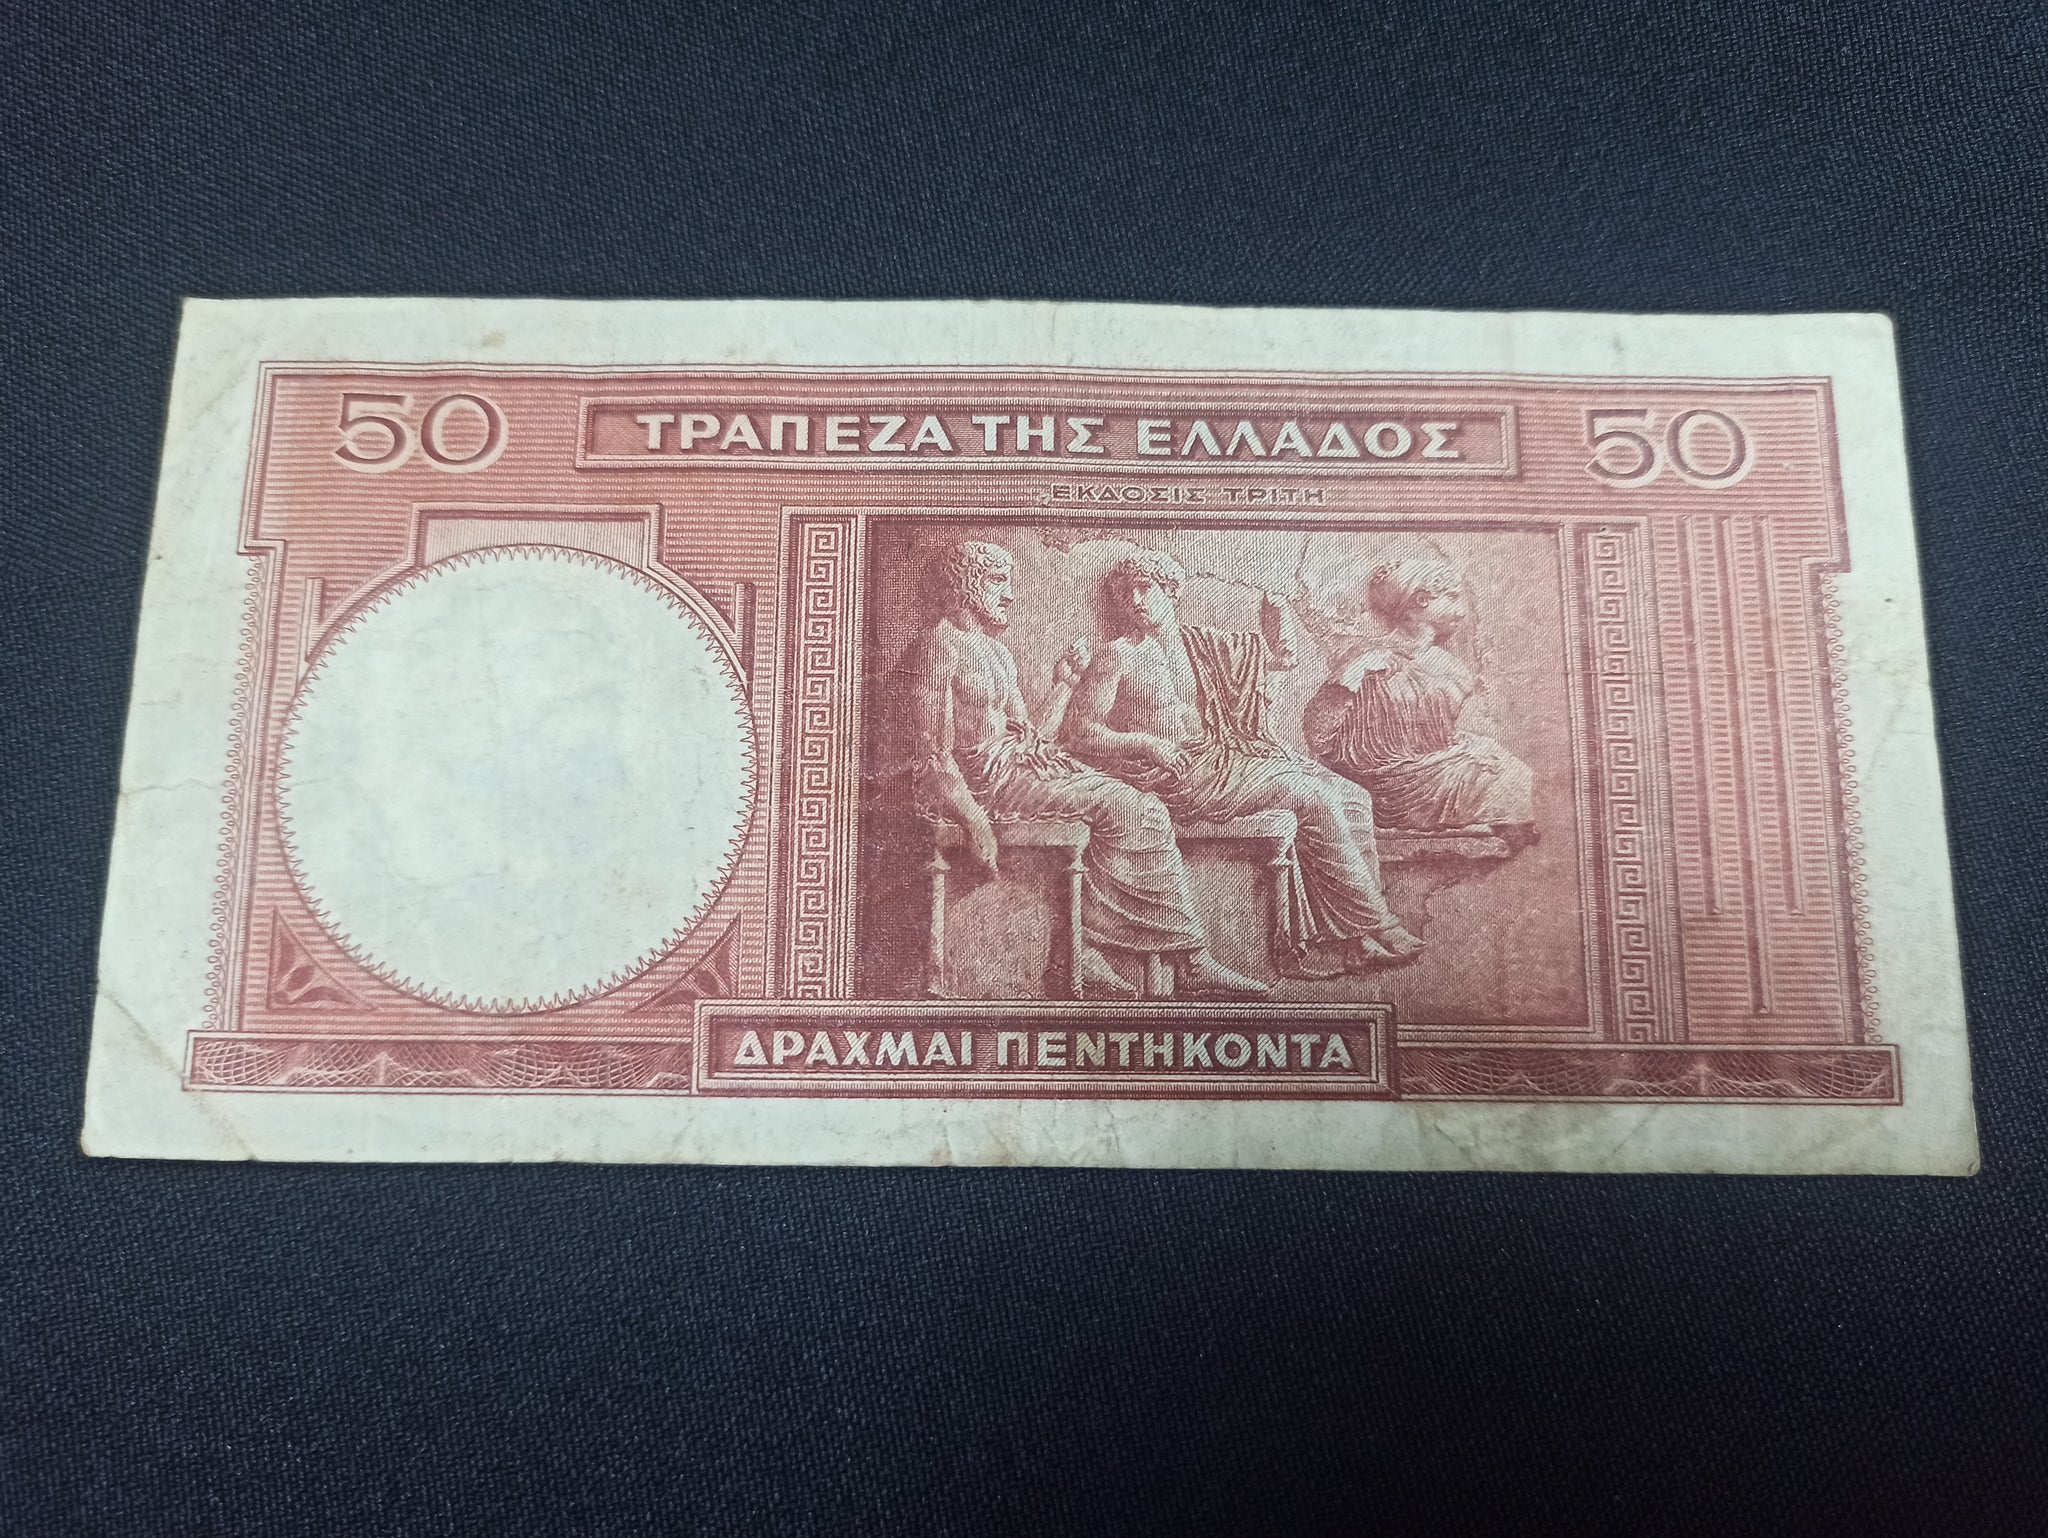 50 ΤΡΑΠΕΖΑ ΤΗΣ ΕΛΛΑΔΟΣ 50
ΕΚΔΟΣΙΣ ΤΡΙΤΗ
ΔΡΑΧΜΑΙ ΠΕΝΤΗΚΟΝΤΑ